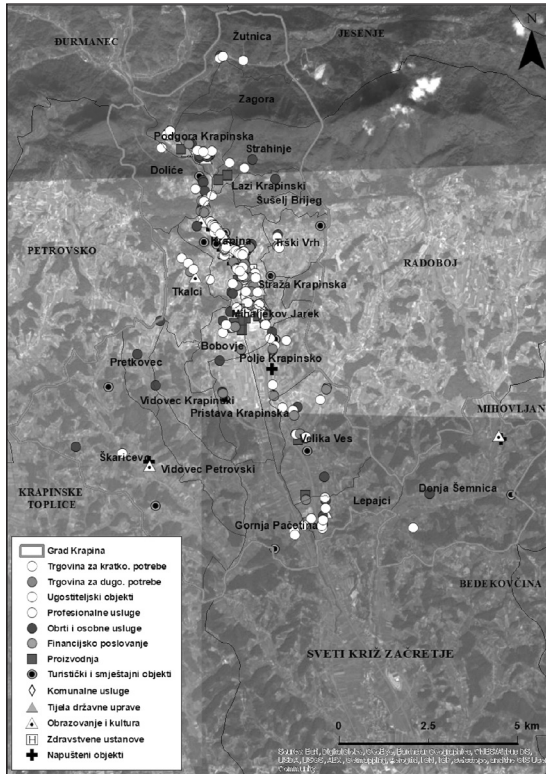 N
Žutnica
JESENJE
ĐURMANEC
Zagora
Podgora Krapinska
Strahinje
Doliće
Lazi Krapinski
Šušelj Brijeg
Krapina
Trški Vrh
PETROVSKO
RADOBOJ
Tkalci
Straža Krapinska
Mihaljekov Jarek
Bobovje
Polje Krapinsko
Pretkovec
Vidovec Krapinski
MIHOVLJAN
Pristava Krapinska
Velika Ves
Škarićevo
Vidovec Petrovski
KRAPINSKE
TOPLICE
Donja Šemnica
Lepajci
Gornja Pačetina
BEDEKOVČINA
SVETI KRIŽ ZAČRETJE
Grad Krapina
Trgovina za kratko. potrebe
Trgovina za dugo. potrebe
Ugostiteljski objekti
Profesionalne usluge
Obrti i osobne usluge
Financijsko poslovanje
Proizvodnja
Turistički i smještajni objekti
Komunalne usluge
Tijela državne uprave
Obrazovanje i kultura
H Zdravstvene ustanove
Napušteni objekti
0 2.5 5 km
Community